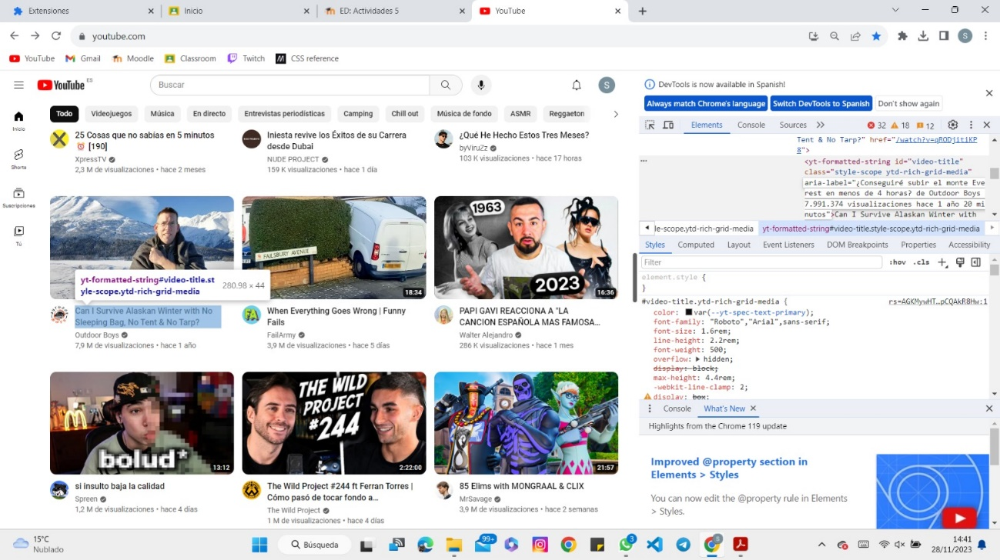 Extensiones
Inicio
ED: Actividades 5
YouTube
youtube.com
S
YouTube
Gmail
Moodle
Classroom
Twitch
CSS reference
YouTube ES
Buscar
S
Todo
Videojuegos
Música
En directo
Entrevistas periodísticas
Camping
Chill out
Música de fondo
ASMR
Reggaeton
Inicio
Shorts
Suscripciones
Tú
25 Cosas que no sabías en 5 minutos
[190]
XpressTV
2,3 M de visualizaciones • hace 2 meses
Iniesta revive los Éxitos de su Carrera
desde Dubai
NUDE PROJECT
159 K visualizaciones • hace 1 día
¿Qué He Hecho Estos Tres Meses?
byViruZz
103 K visualizaciones • hace 17 horas
yt-formatted-string#video-title.st
yle-scope.ytd-rich-grid-media
280.98 × 44
Can I Survive Alaskan Winter with No
Sleeping Bag, No Tent & No Tarp?
Outdoor Boys
7,9 M de visualizaciones • hace 1 año
FAILSBURY AVENUE
18:34
When Everything Goes Wrong | Funny
Fails
FailArmy
3,9 M de visualizaciones • hace 5 días
1963
2023
16:36
PAPI GAVI REACCIONA A "LA
CANCION ESPAÑOLA MAS FAMOSA...
Walter Alejandro
286 K visualizaciones • hace 1 mes
bolud*
13:12
si insulto baja la calidad
Spreen
1,2 M de visualizaciones • hace 4 días
THE WILD
PROJECT
#244
2:22:00
The Wild Project #244 ft Ferran Torres |
Cómo pasó de tocar fondo a...
The Wild Project
1 M de visualizaciones • hace 4 días
21:57
85 Elims with MONGRAAL & CLIX
MrSavage
3,9 M de visualizaciones • hace 2 semanas
DevTools is now available in Spanish!
Always match Chrome's language
Switch DevTools to Spanish
Don't show again
Elements
Console
Sources
32
18
12
Tent & No Tarp?" href="/watch?v=qRODjitiKP
8">
<yt-formatted-string id="video-title"
class="style-scope ytd-rich-grid-media"
aria-label="¿Conseguiré subir el monte Eve
rest en menos de 4 horas? de Outdoor Boys
7.991.374 visualizaciones hace 1 año 20 mi
nutos">Can I Survive Alaskan Winter with
le-scope.ytd-rich-grid-media
yt-formatted-string#video-title.style-scope.ytd-rich-grid-media
Styles
Computed
Layout
Event Listeners
DOM Breakpoints
Properties
Accessibility
Filter
:hov
.cls
element.style {
}
#video-title.ytd-rich-grid-media {
rs=AGKMywHT…pCQAkR8Hw:1
color: var(--yt-spec-text-primary);
font-family: "Roboto","Arial",sans-serif;
font-size: 1.6rem;
line-height: 2.2rem;
font-weight: 500;
overflow: hidden;
display: block;
max-height: 4.4rem;
-webkit-line-clamp: 2;
display: box;
Console
What's New
Highlights from the Chrome 119 update
Improved @property section in
Elements > Styles
You can now edit the @property rule in Elements
> Styles.
15°C
Nublado
Búsqueda
99+
3
14:41
28/11/2023